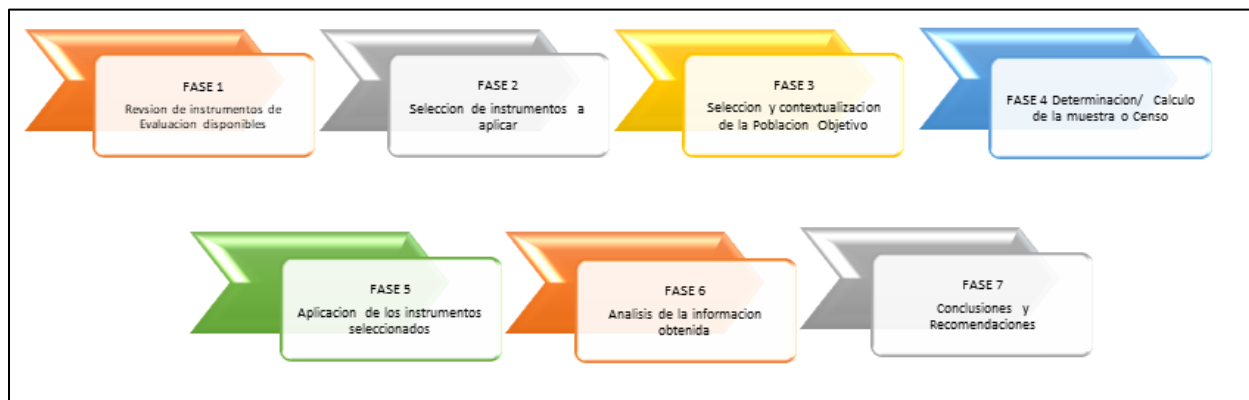 FASE 1
Revsion de instrumentos de
Evaluacion disponibles
FASE 2
Seleccion de instrumentos a
aplicar
FASE 3
Seleccion y contextualizacion
de la Poblacion Objetivo
FASE 4 Determinacion/ Calculo
de la muestra o Censo
FASE 5
Aplicacion de los instrumentos
seleccionados
FASE 6
Analisis de la informacion
obtenida
FASE 7
Conclusiones y
Recomendaciones